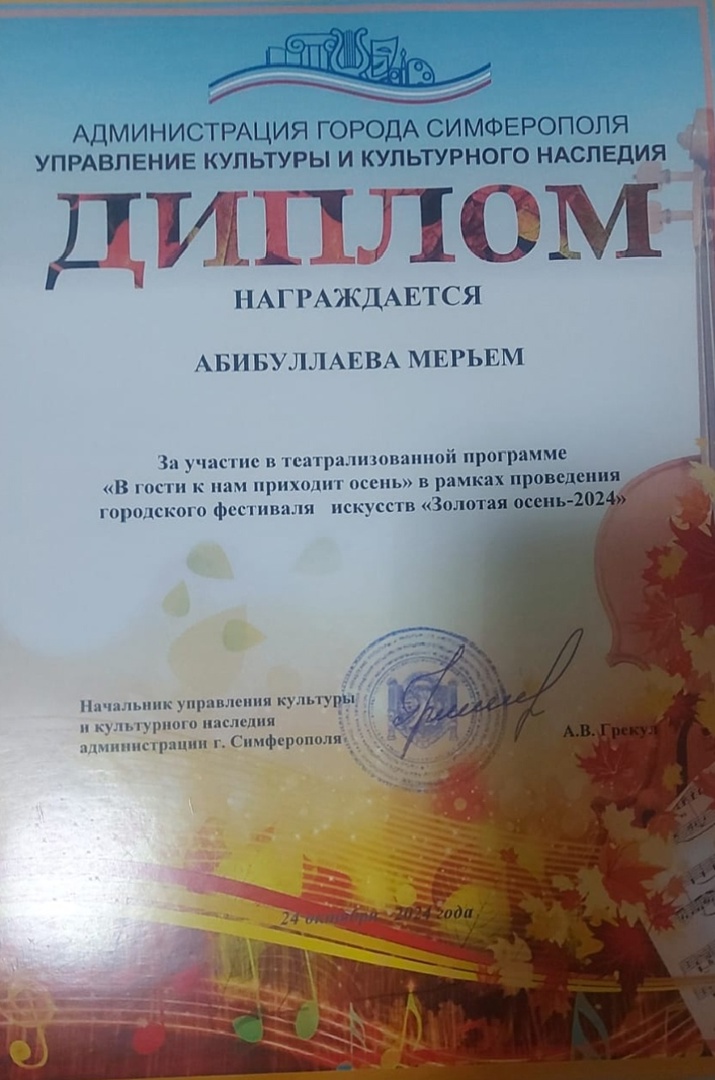 АДМИНИСТРАЦИЯ ГОРОДА СИМФЕРОПОЛЯ
УПРАВЛЕНИЕ КУЛЬТУРЫ И КУЛЬТУРНОГО НАСЛЕДИЯ
ДИПЛОМ
НАГРАЖДАЕТСЯ
АБИБУЛЛАЕВА МЕРЬЕМ
За участие в театрализованной программе
«В гости к нам приходит осень» в рамках проведения
городского фестиваля искусств «Золотая осень-2024»
Начальник управления культуры
и культурного наследия
администрации г. Симферополя
А.В. Грекул
24 октября 2024 года